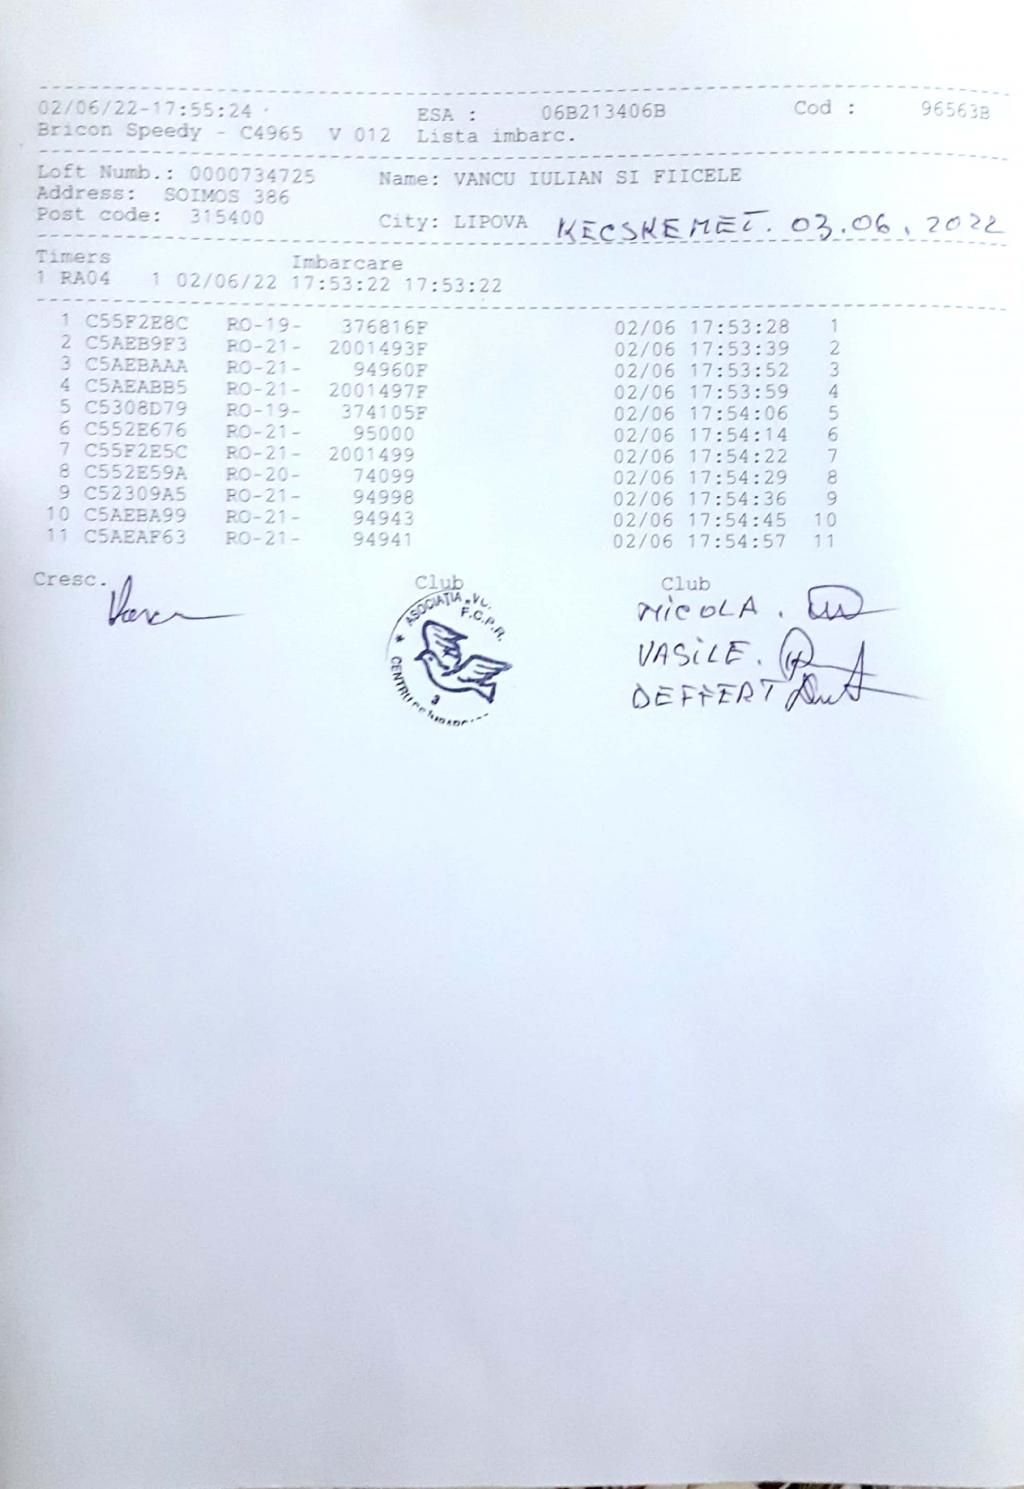 02/06/22-17:55:24 ESA : 06B213406B Cod : 96563B
Bricon Speedy - C4965 V 012 Lista imbarc.
Loft Numb.: 0000734725 Name: VANCU IULIAN SI FIICELE
Address: SOIMOS 386
Post code: 315400 City: LIPOVA KECSKEMET. 03.06.2022
Timers Imbarcare
1 RA04 1 02/06/22 17:53:22 17:53:22
1 C55F2E8C RO-19- 376816F 02/06 17:53:28 1
2 C5AEB9F3 RO-21- 2001493F 02/06 17:53:39 2
3 C5AEBAAA RO-21- 94960F 02/06 17:53:52 3
4 C5AEABB5 RO-21- 2001497F 02/06 17:53:59 4
5 C5308D79 RO-19- 374105F 02/06 17:54:06 5
6 C552E676 RO-21- 95000 02/06 17:54:14 6
7 C55F2E5C RO-21- 2001499 02/06 17:54:22 7
8 C552E59A RO-20- 74099 02/06 17:54:29 8
9 C52309A5 RO-21- 94998 02/06 17:54:36 9
10 C5AEBA99 RO-21- 94943 02/06 17:54:45 10
11 C5AEAF63 RO-21- 94941 02/06 17:54:57 11
Cresc. Club Club
ASOCIAȚIA
F.C.P.R.
3
NICOLA.
VASILE.
DEFFERT